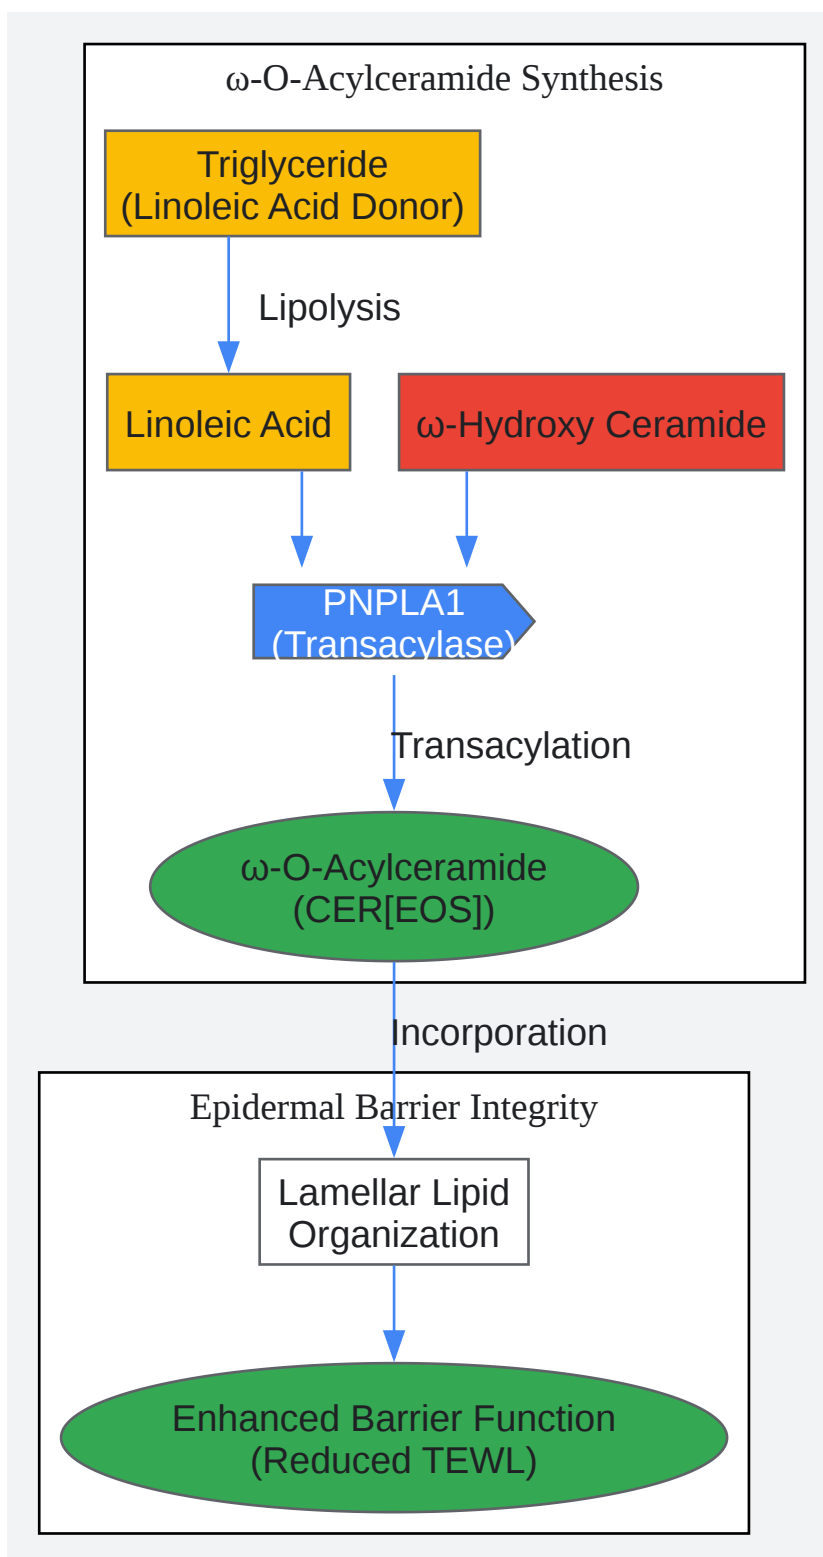 ω-O-Acylceramide Synthesis
Triglyceride
(Linoleic Acid Donor)
Lipolysis
Linoleic Acid
ω-Hydroxy Ceramide
PNPLA1
(Transacylase)
Transacylation
ω-O-Acylceramide
(CER[EOS])
Incorporation
Epidermal Barrier Integrity
Lamellar Lipid
Organization
Enhanced Barrier Function
(Reduced TEWL)